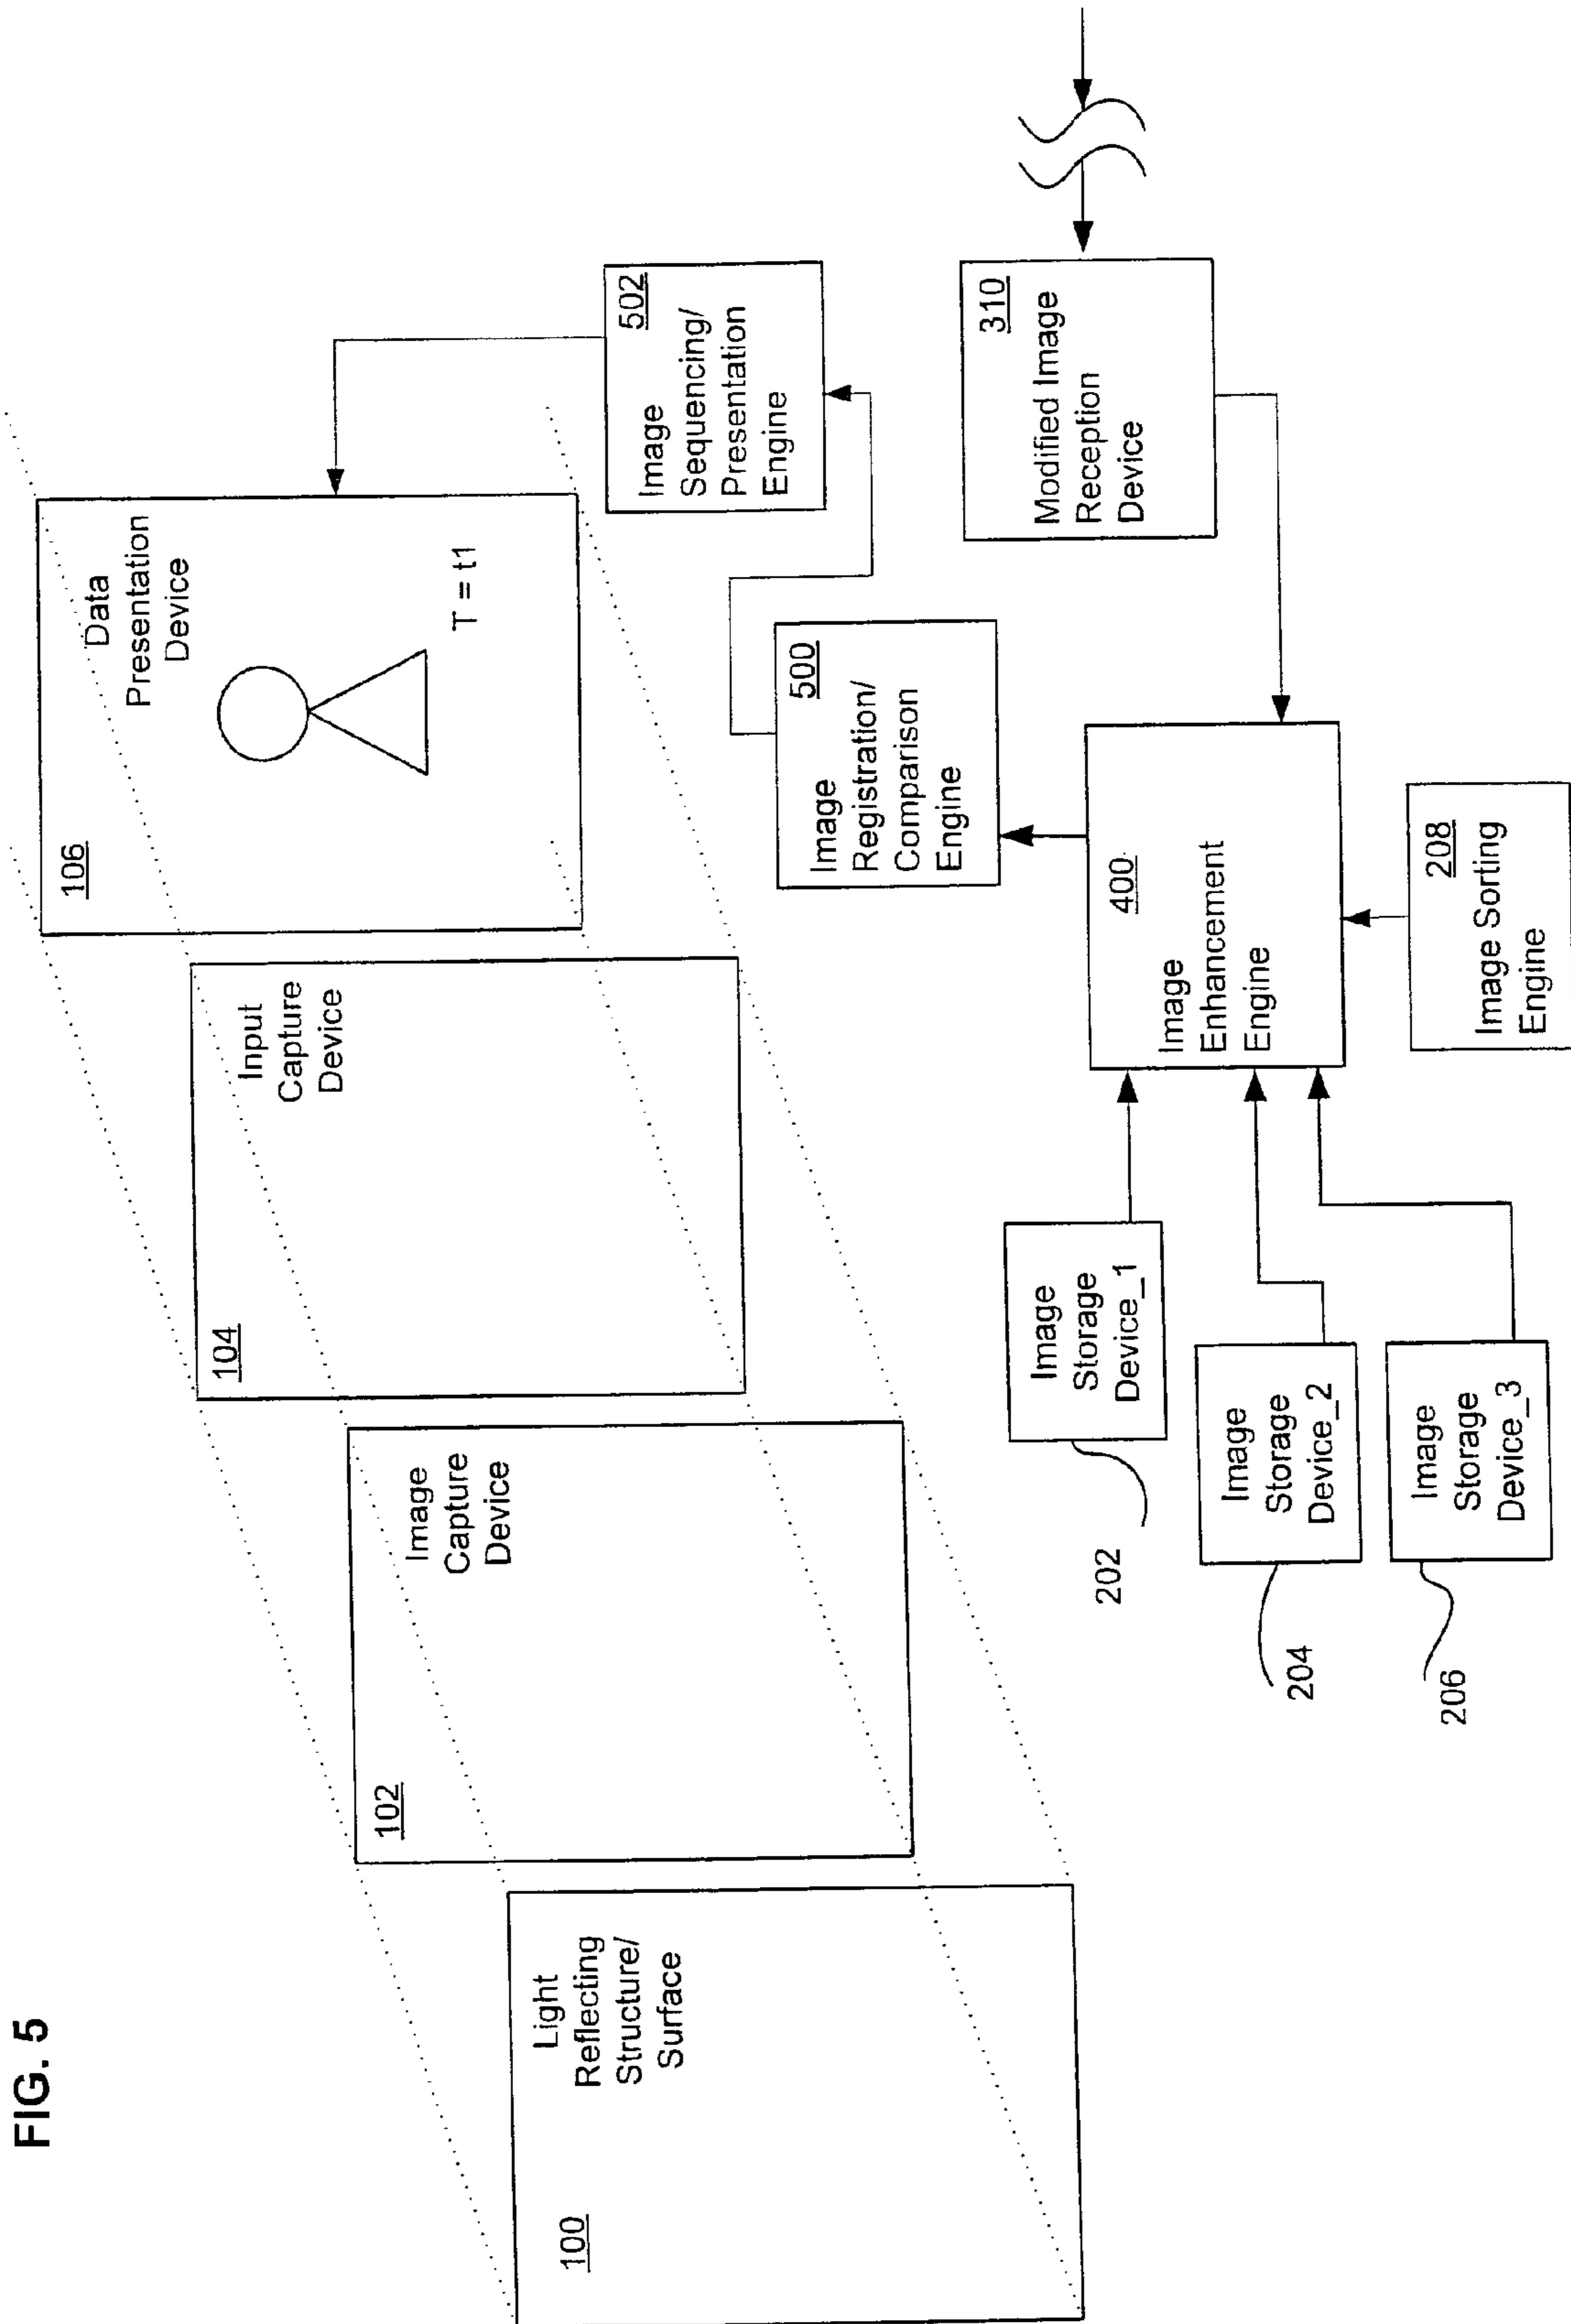 FIG. 5
100
Light
Reflecting
Structure/
Surface
102
Image
Capture
Device
104
Input
Capture
Device
106
Data
Presentation
Device
T = t1
202
Image
Storage
Device_1
204
Image
Storage
Device_2
206
Image
Storage
Device_3
400
Image
Enhancement
Engine
208
Image Sorting
Engine
500
Image
Registration/
Comparison
Engine
502
Image
Sequencing/
Presentation
Engine
310
Modified Image
Reception
Device